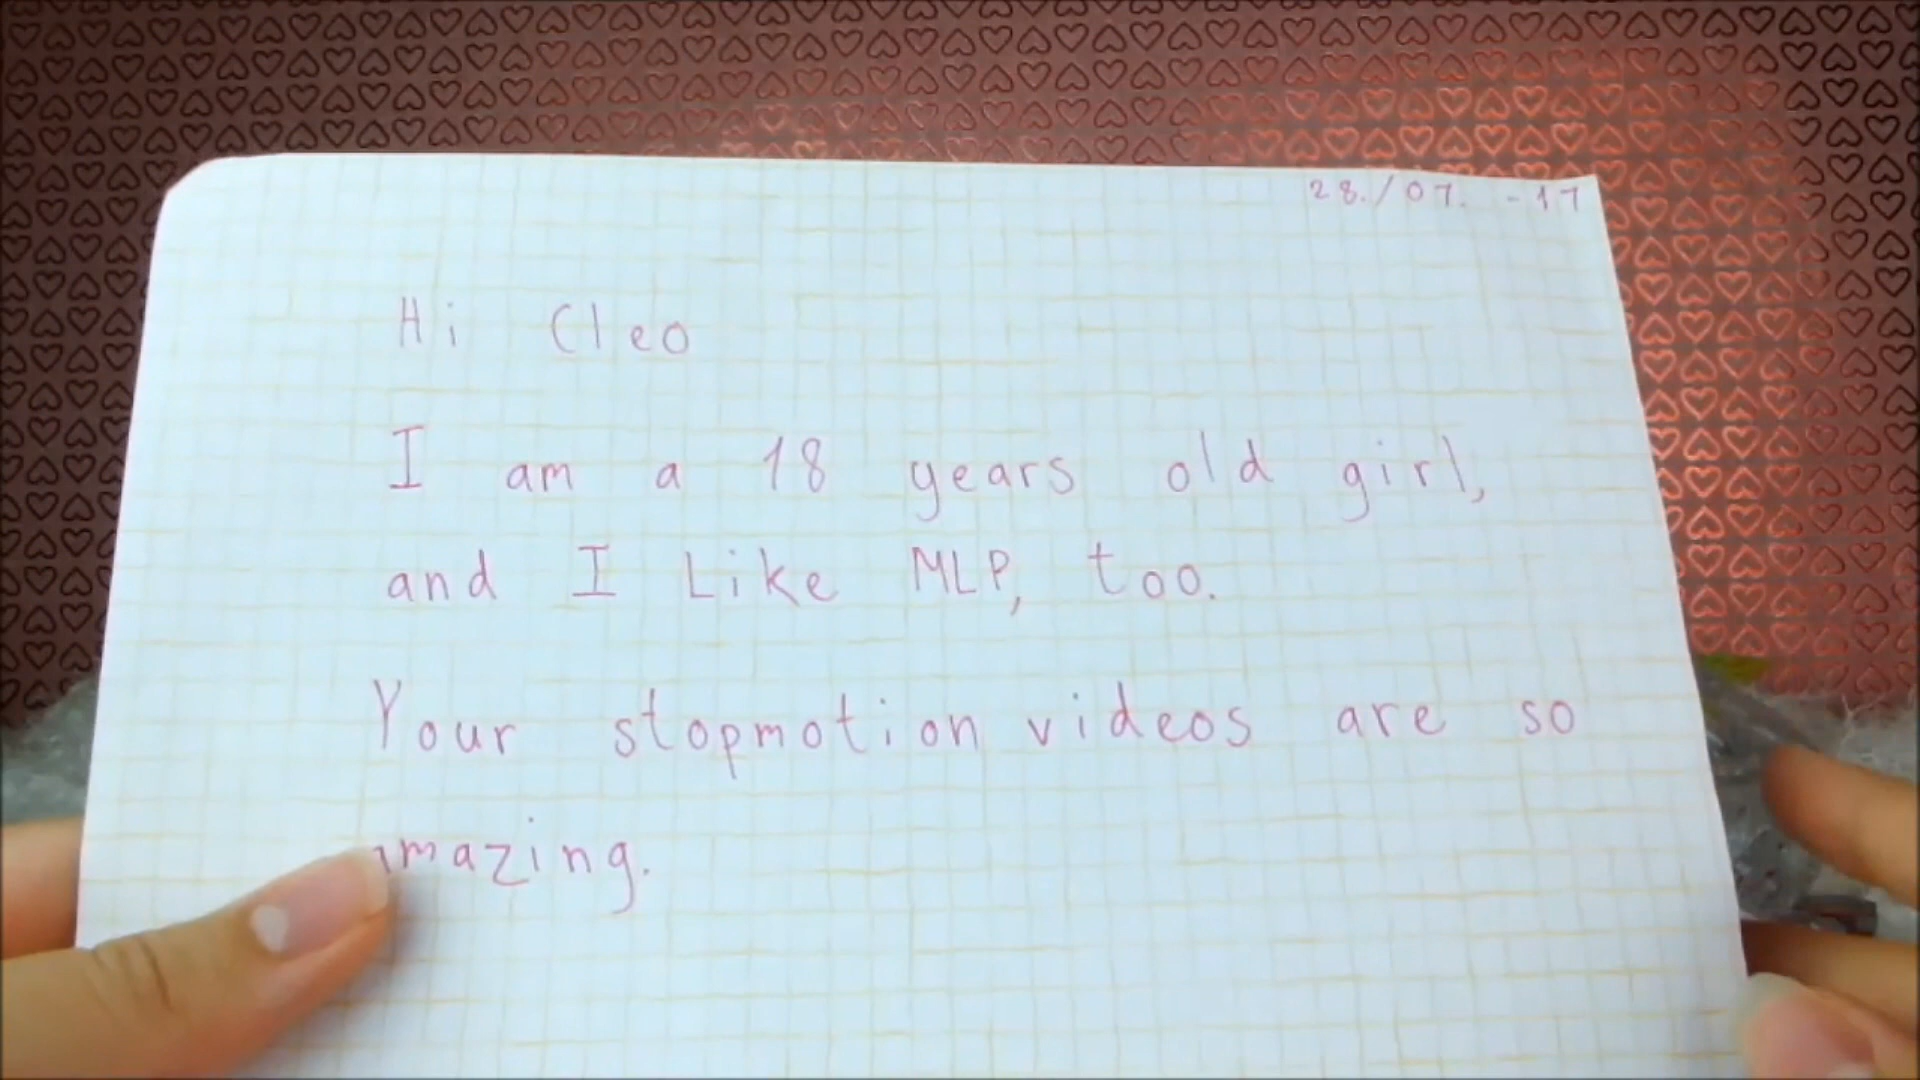 28./07. -17
Hi Cleo
I am a 18 years old girl,
and I Like MLP, too.
Your stopmotion videos are so
amazing.